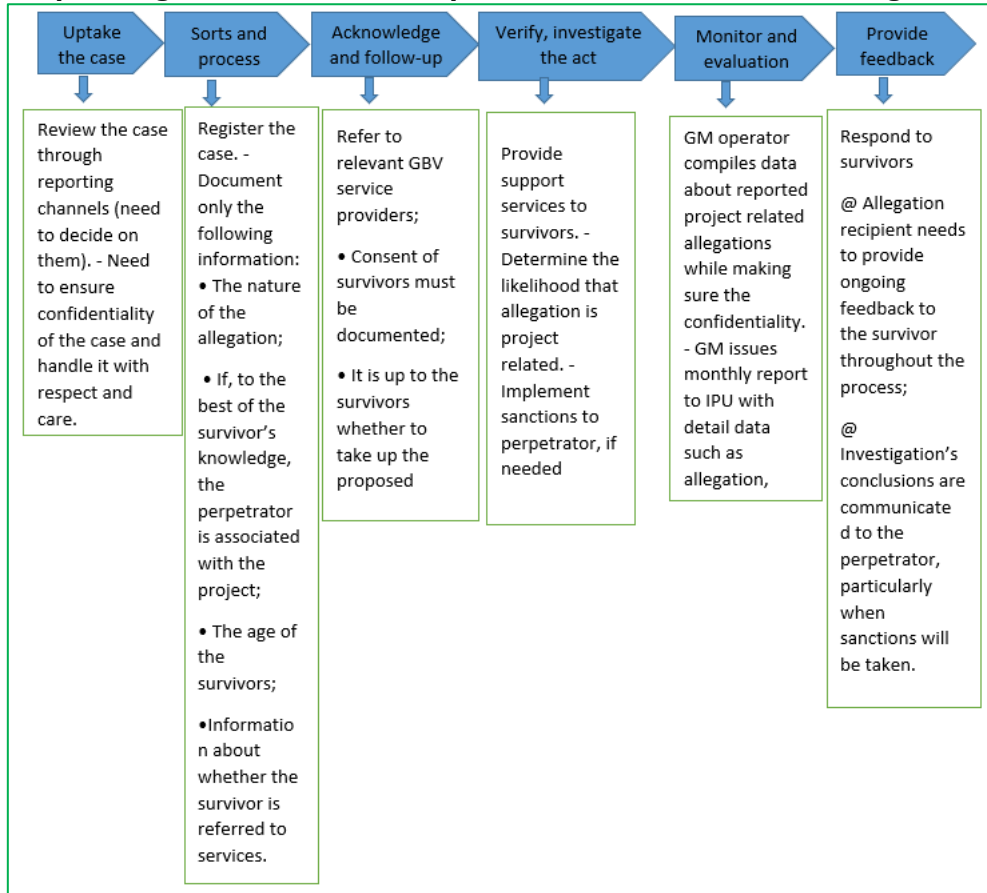 Uptake
the case
Sorts and
process
Acknowledge
and follow-up
Verify, investigate
the act
Monitor and
evaluation
Provide
feedback
Review the case
through
reporting
channels (need
to decide on
them). - Need
to ensure
confidentiality
of the case and
handle it with
respect and
care.
Register the
case. -
Document
only the
following
information:
• The nature
of the
allegation;
• If, to the
best of the
survivor's
knowledge,
the
perpetrator
is associated
with the
project;
• The age of
the
survivors;
•Informatio
n about
whether the
survivor is
referred to
services.
Refer to
relevant GBV
service
providers;
• Consent of
survivors must
be
documented;
• It is up to the
survivors
whether to
take up the
proposed
Provide
support
services to
survivors. -
Determine the
likelihood that
allegation is
project
related. -
Implement
sanctions to
perpetrator, if
needed
GM operator
compiles data
about reported
project related
allegations
while making
sure the
confidentiality.
- GM issues
monthly report
to IPU with
detail data
such as
allegation,
Respond to
survivors
@ Allegation
recipient needs
to provide
ongoing
feedback to
the survivor
throughout the
process;
@
Investigation's
conclusions are
communicate
d to the
perpetrator,
particularly
when
sanctions will
be taken.